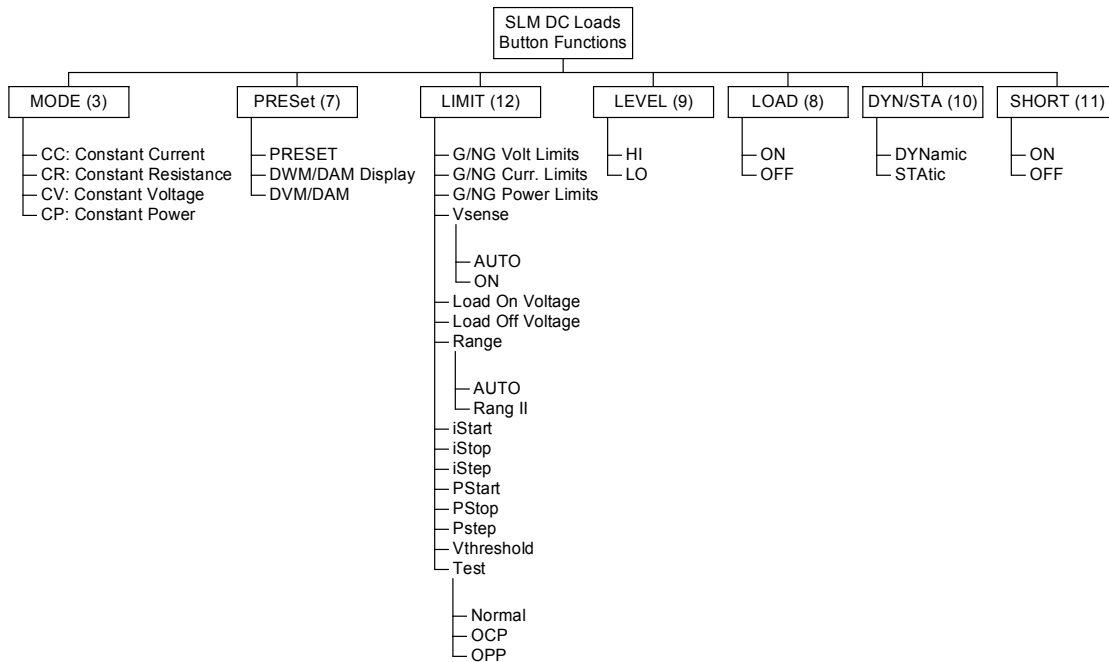 SLM DC Loads
Button Functions
MODE (3)
CC: Constant Current
CR: Constant Resistance
CV: Constant Voltage
CP: Constant Power
PRESet (7)
PRESET
DWM/DAM Display
DVM/DAM
LIMIT (12)
G/NG Volt Limits
G/NG Curr. Limits
G/NG Power Limits
Vsense
AUTO
ON
Load On Voltage
Load Off Voltage
Range
AUTO
Rang II
iStart
iStop
iStep
PStart
PStop
Pstep
Vthreshold
Test
Normal
OCP
OPP
LEVEL (9)
HI
LO
LOAD (8)
ON
OFF
DYN/STA (10)
DYNamic
STAtic
SHORT (11)
ON
OFF